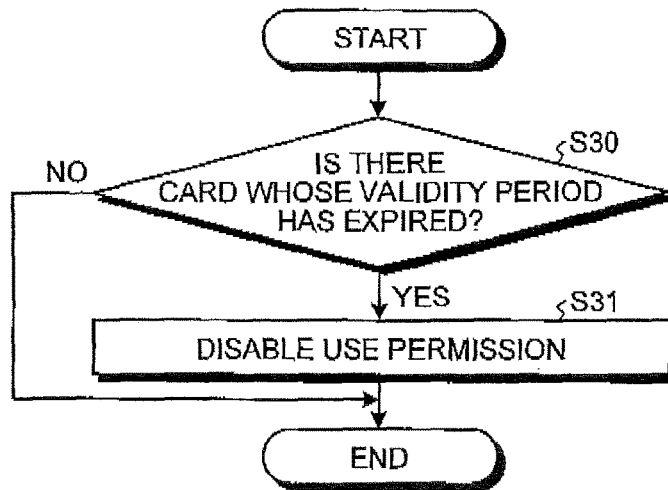 START
S30
NO
IS THERE
CARD WHOSE VALIDITY PERIOD
HAS EXPIRED?
YES
S31
DISABLE USE PERMISSION
END